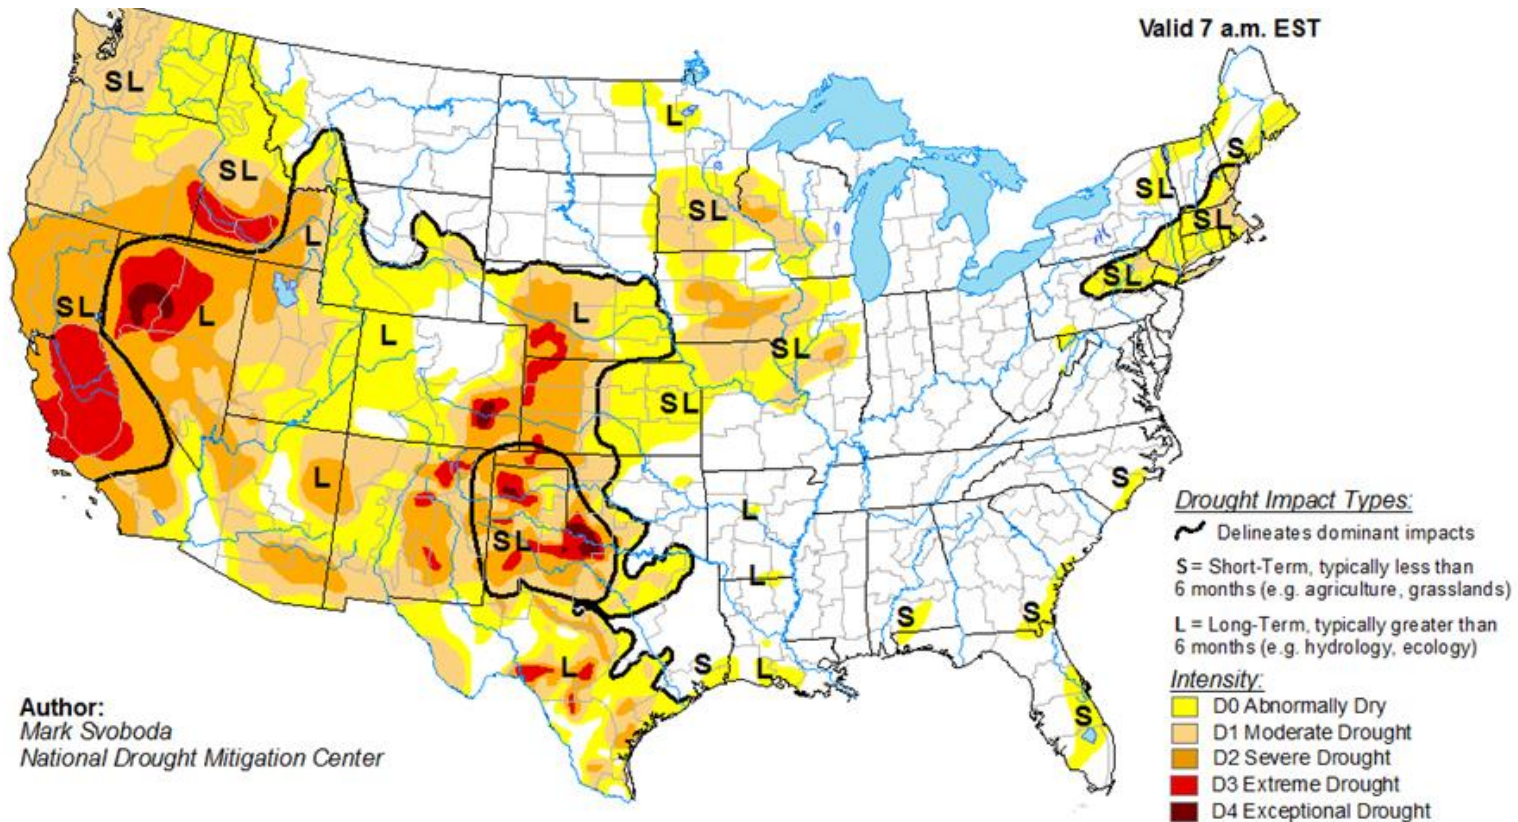 Valid 7 a.m. EST
SL
L
S
SL
SL
SL
SL
L
SL
L
SL
L
L
SL
L
SL
L
S
L
SL
L
S
S
L
S
L
S
Drought Impact Types:
Delineates dominant impacts
S = Short-Term, typically less than
6 months (e.g. agriculture, grasslands)
L = Long-Term, typically greater than
6 months (e.g. hydrology, ecology)
Intensity:
D0 Abnormally Dry
D1 Moderate Drought
D2 Severe Drought
D3 Extreme Drought
D4 Exceptional Drought
Author:
Mark Svoboda
National Drought Mitigation Center